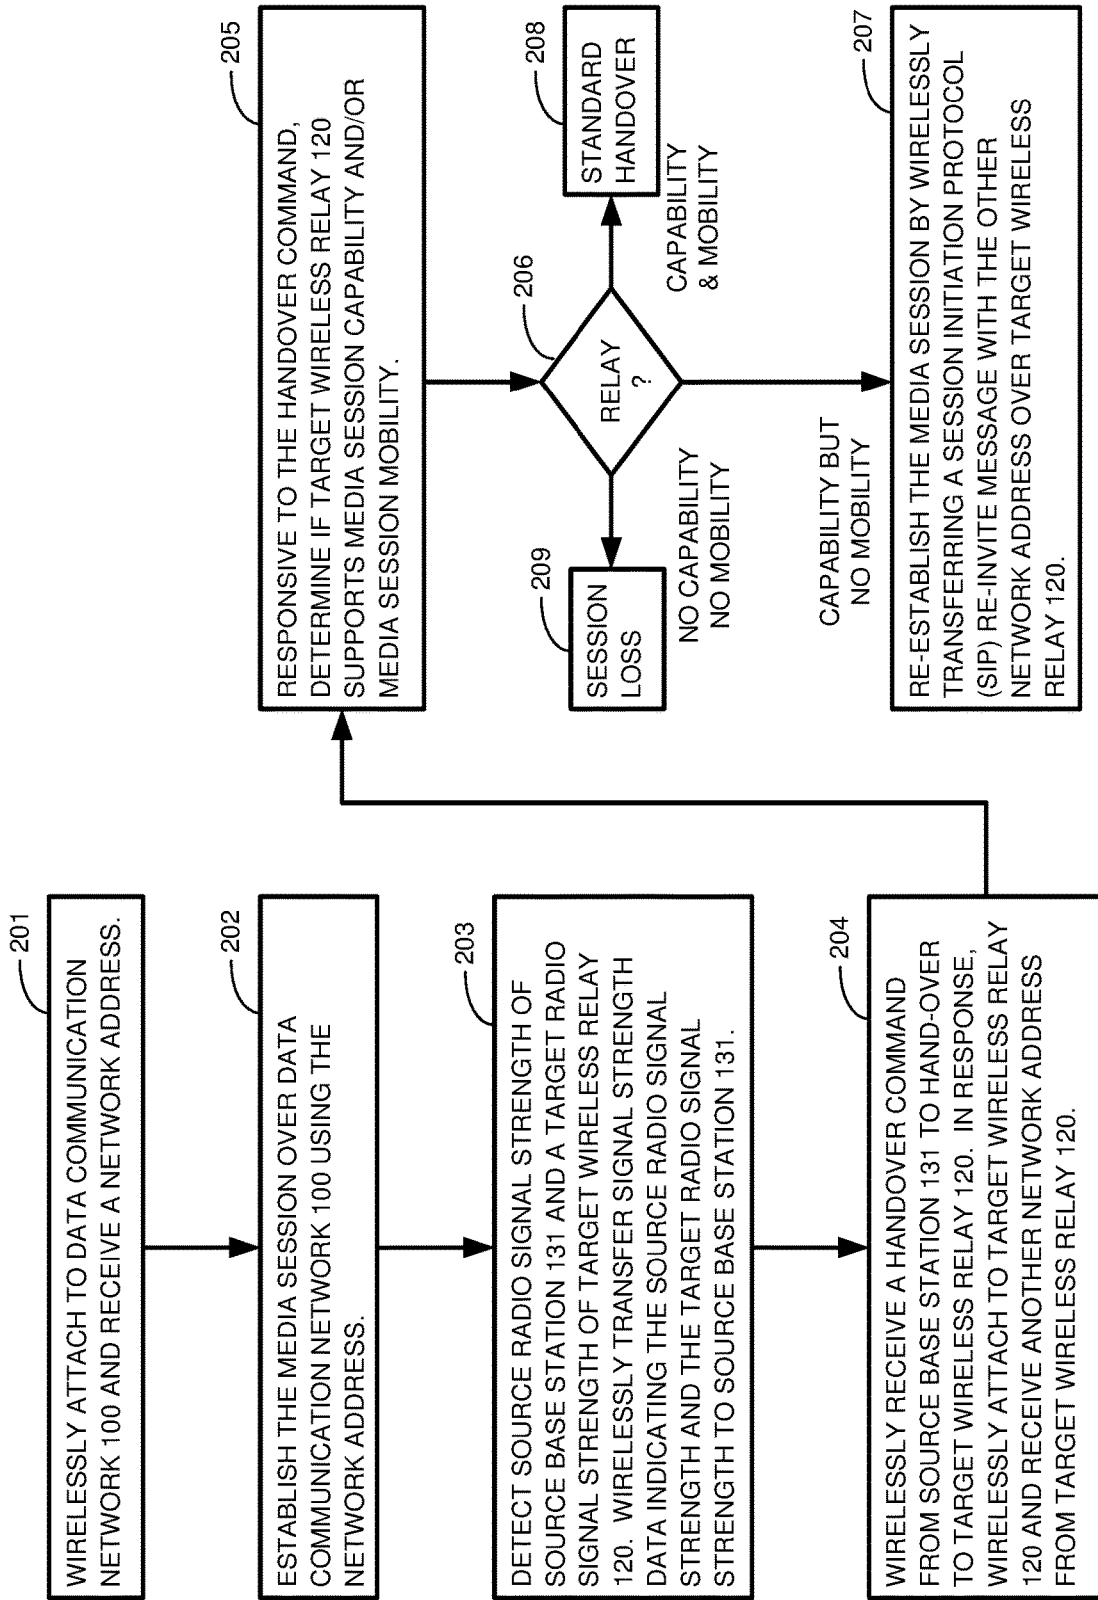 201
WIRELESSLY ATTACH TO DATA COMMUNICATION
NETWORK 100 AND RECEIVE A NETWORK ADDRESS.
202
ESTABLISH THE MEDIA SESSION OVER DATA
COMMUNICATION NETWORK 100 USING THE
NETWORK ADDRESS.
203
DETECT SOURCE RADIO SIGNAL STRENGTH OF
SOURCE BASE STATION 131 AND A TARGET RADIO
SIGNAL STRENGTH OF TARGET WIRELESS RELAY
120. WIRELESSLY TRANSFER SIGNAL STRENGTH
DATA INDICATING THE SOURCE RADIO SIGNAL
STRENGTH AND THE TARGET RADIO SIGNAL
STRENGTH TO SOURCE BASE STATION 131.
204
WIRELESSLY RECEIVE A HANDOVER COMMAND
FROM SOURCE BASE STATION 131 TO HAND-OVER
TO TARGET WIRELESS RELAY 120. IN RESPONSE,
WIRELESSLY ATTACH TO TARGET WIRELESS RELAY
120 AND RECEIVE ANOTHER NETWORK ADDRESS
FROM TARGET WIRELESS RELAY 120.
205
RESPONSIVE TO THE HANDOVER COMMAND,
DETERMINE IF TARGET WIRELESS RELAY 120
SUPPORTS MEDIA SESSION CAPABILITY AND/OR
MEDIA SESSION MOBILITY.
206
RELAY
?
209
SESSION
LOSS
NO CAPABILITY
NO MOBILITY
208
STANDARD
HANDOVER
CAPABILITY
& MOBILITY
CAPABILITY BUT
NO MOBILITY
207
RE-ESTABLISH THE MEDIA SESSION BY WIRELESSLY
TRANSFERRING A SESSION INITIATION PROTOCOL
(SIP) RE-INVITE MESSAGE WITH THE OTHER
NETWORK ADDRESS OVER TARGET WIRELESS
RELAY 120.